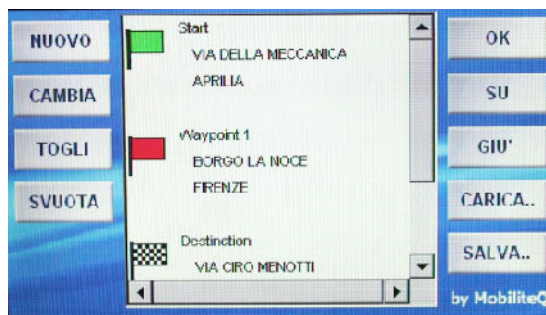 NUOVO
CAMBIA
TOGLI
SVUOTA
Start
VIA DELLA MECCANICA
APRILIA
Waypoint 1
BORGO LA NOCE
FIRENZE
Destination
VIA CIRO MENOTTI
OK
SU
GIU'
CARICA..
SALVA..
by MobiliteQ